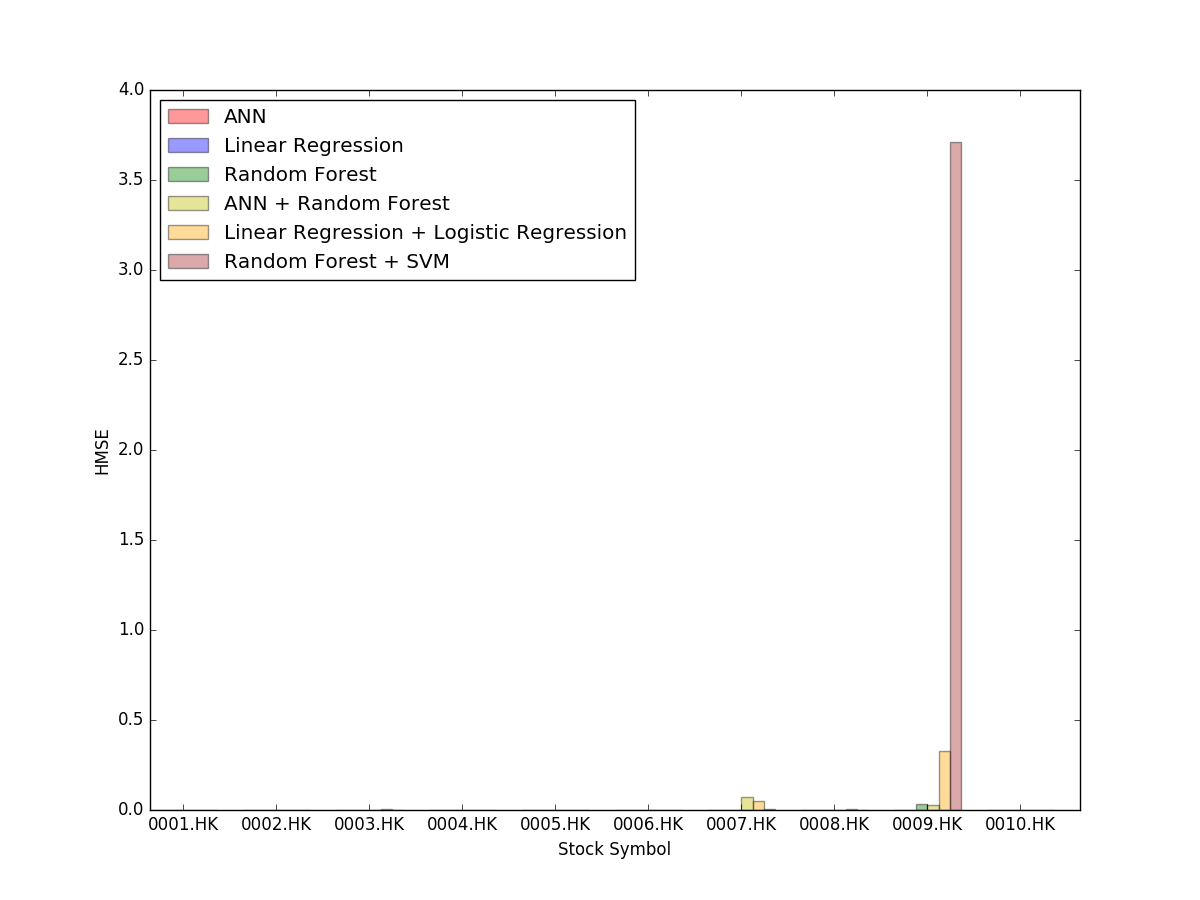 4.0
3.5
3.0
2.5
2.0
1.5
1.0
0.5
0.0
HMSE
ANN
Linear Regression
Random Forest
ANN + Random Forest
Linear Regression + Logistic Regression
Random Forest + SVM
0001.HK 0002.HK 0003.HK 0004.HK 0005.HK 0006.HK 0007.HK 0008.HK 0009.HK 0010.HK
Stock Symbol